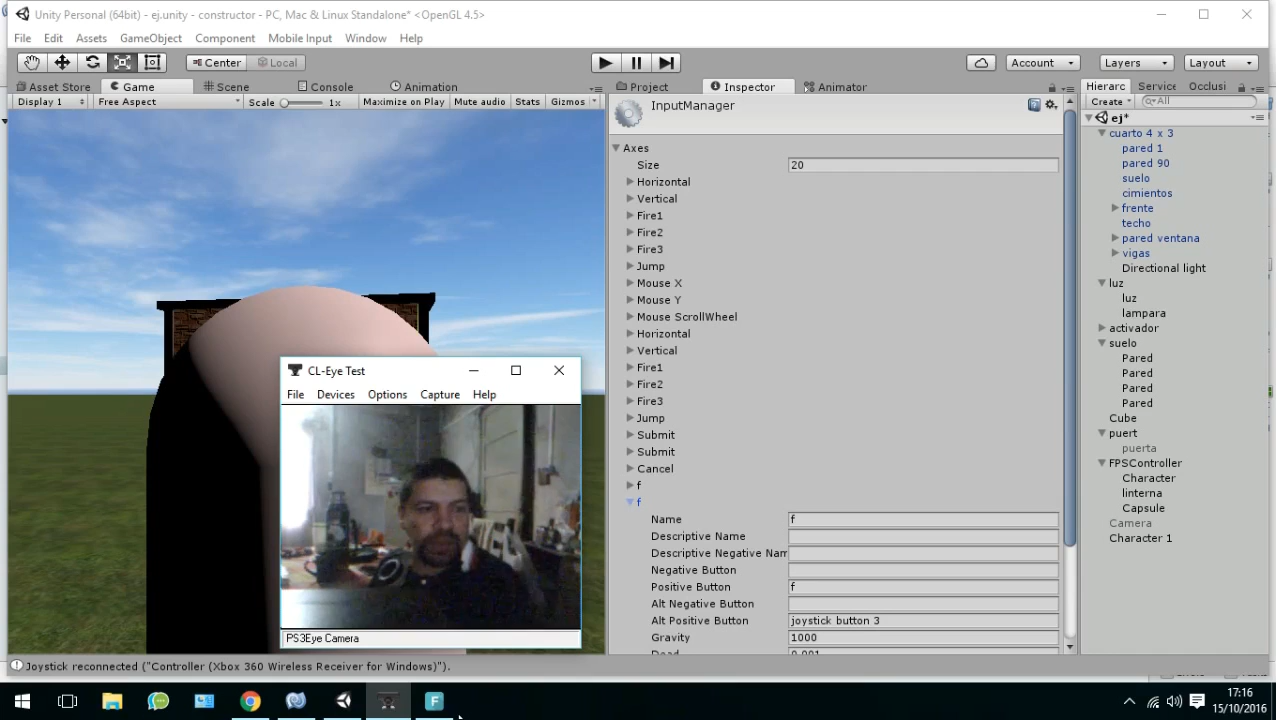 Unity Personal (64bit) - ej.unity - constructor - PC, Mac & Linux Standalone* <OpenGL 4.5>
File Edit Assets GameObject Component Mobile Input Window Help
Center Local Account Layers Layout
Asset Store Game Scene Console Animation Project Inspector Animator Hierarc Service Occlusi
Display 1 Free Aspect Scale 1x Maximize on Play Mute audio Stats Gizmos
InputManager
Create All
ej*
Axes
Size 20
Horizontal
Vertical
Fire1
Fire2
Fire3
Jump
Mouse X
Mouse Y
Mouse ScrollWheel
Horizontal
Vertical
Fire1
Fire2
Fire3
Jump
Submit
Submit
Cancel
f
f
Name f
Descriptive Name
Descriptive Negative Nam
Negative Button
Positive Button f
Alt Negative Button
Alt Positive Button joystick button 3
Gravity 1000
Dead 0.001
cuarto 4 x 3
pared 1
pared 90
suelo
cimientos
frente
techo
pared ventana
vigas
Directional light
luz
luz
lampara
activador
suelo
Pared
Pared
Pared
Pared
Cube
puert
puerta
FPSController
Character
linterna
Capsule
Camera
Character 1
CL-Eye Test
File Devices Options Capture Help
PS3Eye Camera
Joystick reconnected ("Controller (Xbox 360 Wireless Receiver for Windows)").
F
17:16
15/10/2016